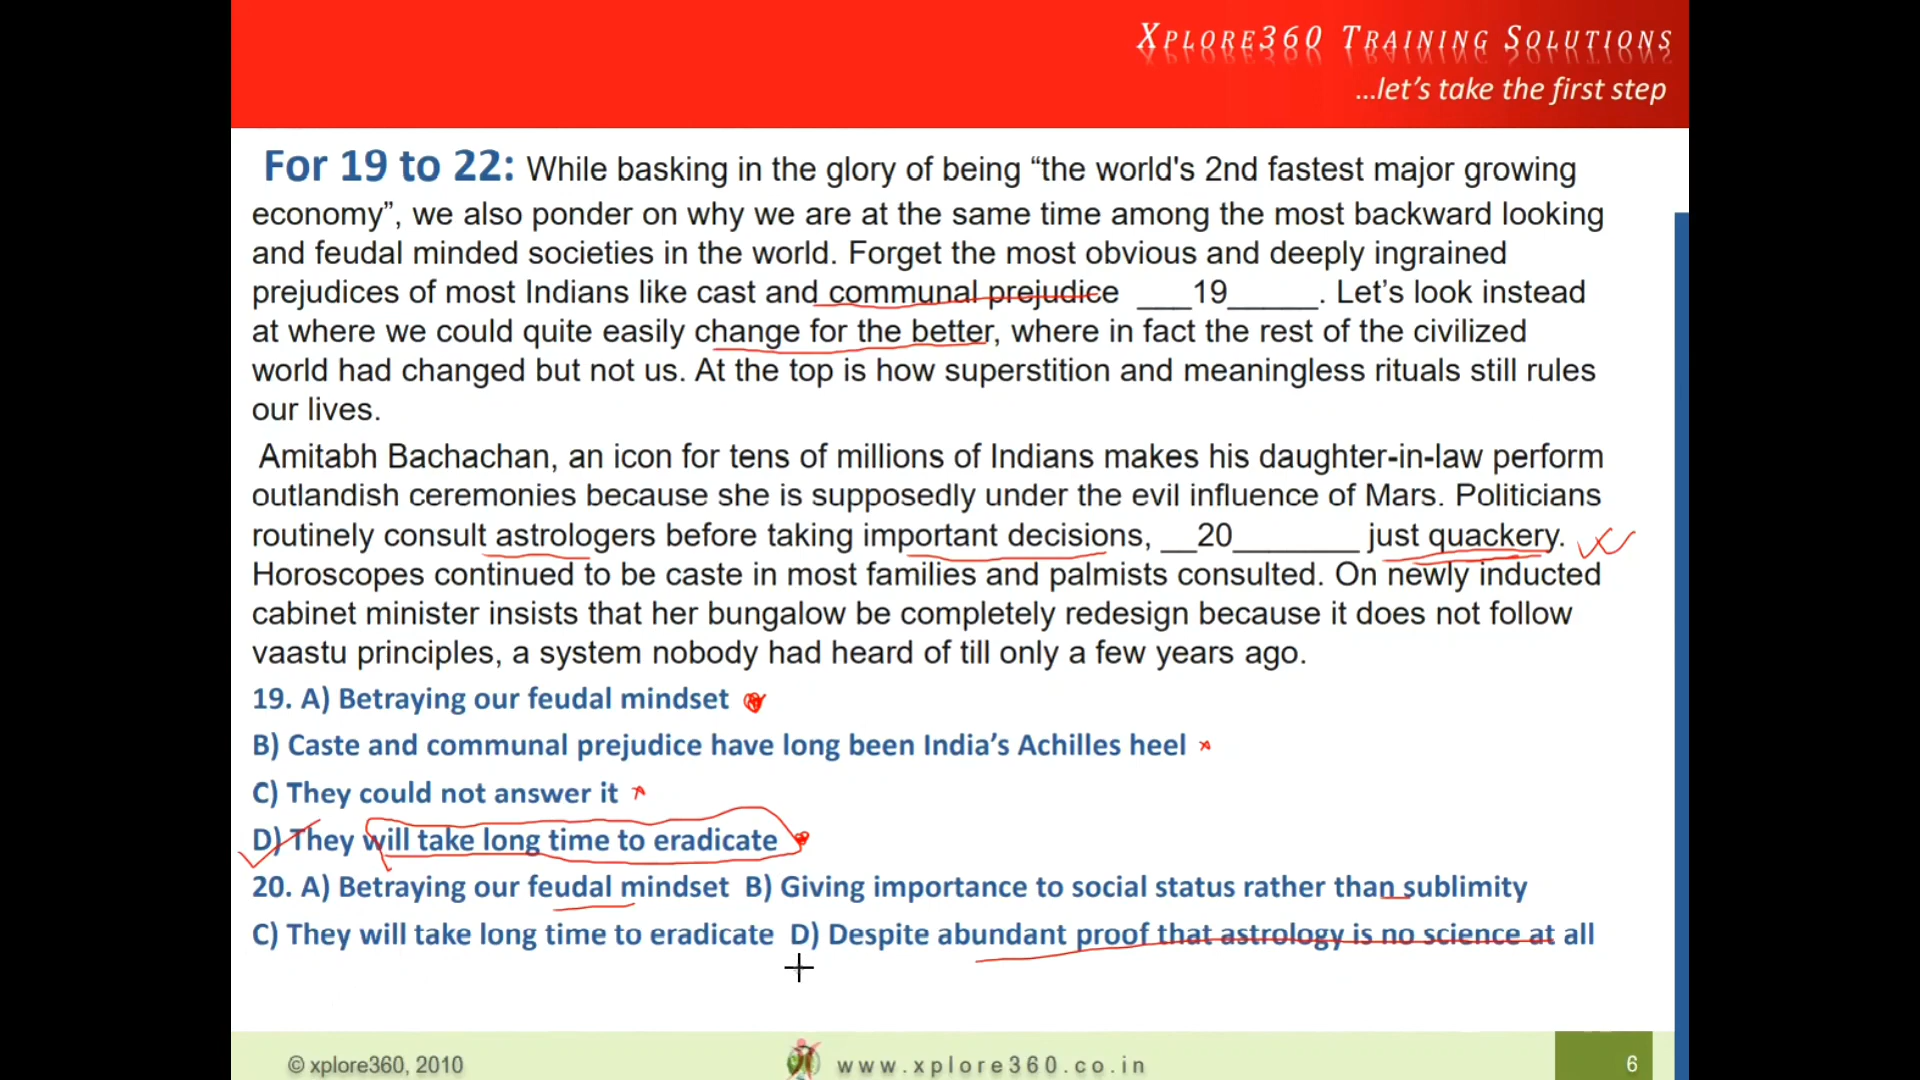 XPLORE360 TRAINING SOLUTIONS
...let's take the first step
For 19 to 22: While basking in the glory of being “the world's 2nd fastest major growing
economy”, we also ponder on why we are at the same time among the most backward looking
and feudal minded societies in the world. Forget the most obvious and deeply ingrained
prejudices of most Indians like cast and communal prejudice ___19_____. Let’s look instead
at where we could quite easily change for the better, where in fact the rest of the civilized
world had changed but not us. At the top is how superstition and meaningless rituals still rules
our lives.
Amitabh Bachachan, an icon for tens of millions of Indians makes his daughter-in-law perform
outlandish ceremonies because she is supposedly under the evil influence of Mars. Politicians
routinely consult astrologers before taking important decisions, __20_______ just quackery.
Horoscopes continued to be caste in most families and palmists consulted. On newly inducted
cabinet minister insists that her bungalow be completely redesign because it does not follow
vaastu principles, a system nobody had heard of till only a few years ago.
19. A) Betraying our feudal mindset
B) Caste and communal prejudice have long been India’s Achilles heel
C) They could not answer it
D) They will take long time to eradicate
20. A) Betraying our feudal mindset B) Giving importance to social status rather than sublimity
C) They will take long time to eradicate D) Despite abundant proof that astrology is no science at all
© xplore360, 2010 www.xplore360.co.in 6